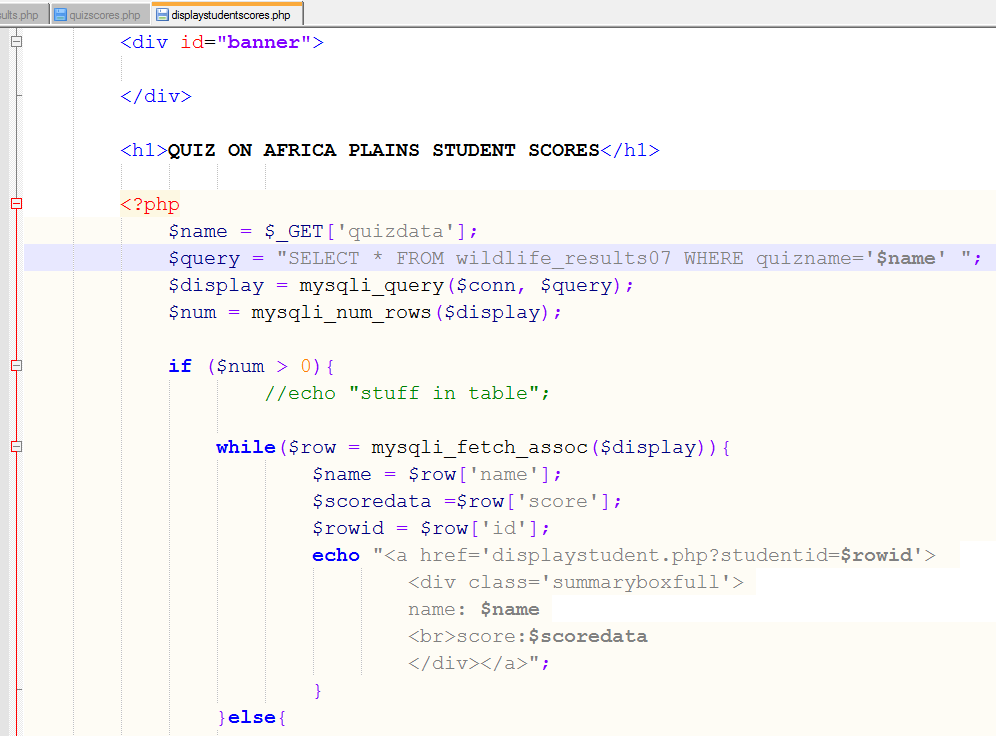 ults.php quizscores.php displaystudentscores.php
<div id="banner">
</div>
<h1>QUIZ ON AFRICA PLAINS STUDENT SCORES</h1>
<?php
$name = $_GET['quizdata'];
$query = "SELECT * FROM wildlife_results07 WHERE quizname='$name' ";
$display = mysqli_query($conn, $query);
$num = mysqli_num_rows($display);
if ($num > 0){
//echo "stuff in table";
while($row = mysqli_fetch_assoc($display)){
$name = $row['name'];
$scoredata =$row['score'];
$rowid = $row['id'];
echo "<a href='displaystudent.php?studentid=$rowid'>
<div class='summaryboxfull'>
name: $name
<br>score:$scoredata
</div></a>";
}
}else{